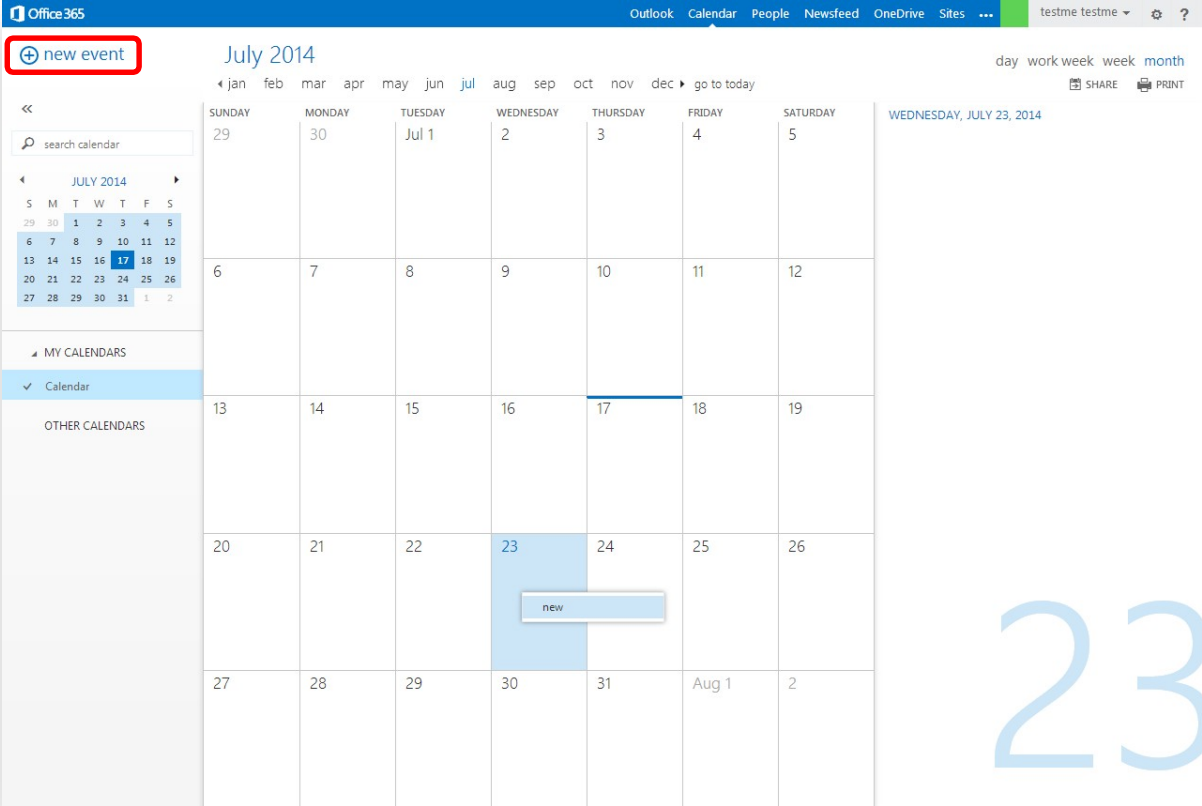 Office 365 Outlook Calendar People Newsfeed OneDrive Sites ••• testme testme ?
new event
July 2014
day work week week month
jan feb mar apr may jun jul aug sep oct nov dec go to today
SHARE PRINT
«
search calendar
JULY 2014
S M T W T F S
29 30 1 2 3 4 5
6 7 8 9 10 11 12
13 14 15 16 17 18 19
20 21 22 23 24 25 26
27 28 29 30 31 1 2
MY CALENDARS
Calendar
OTHER CALENDARS
SUNDAY MONDAY TUESDAY WEDNESDAY THURSDAY FRIDAY SATURDAY
29 30 Jul 1 2 3 4 5
6 7 8 9 10 11 12
13 14 15 16 17 18 19
20 21 22 23 24 25 26
new
27 28 29 30 31 Aug 1 2
WEDNESDAY, JULY 23, 2014
23